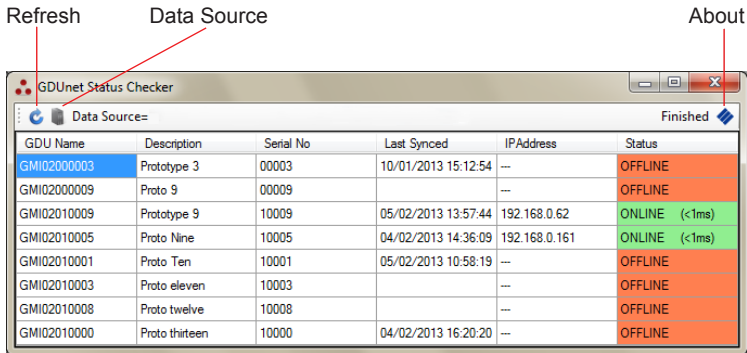 Refresh Data Source About
GDUnet Status Checker
Data Source= Finished
GDU Name Description Serial No Last Synced IPAddress Status
GMI02000003 Prototype 3 00003 10/01/2013 15:12:54 --- OFFLINE
GMI02000009 Proto 9 00009 --- OFFLINE
GMI02010009 Prototype 9 10009 05/02/2013 13:57:44 192.168.0.62 ONLINE (<1ms)
GMI02010005 Proto Nine 10005 04/02/2013 14:36:09 192.168.0.161 ONLINE (<1ms)
GMI02010001 Proto Ten 10001 05/02/2013 10:58:19 --- OFFLINE
GMI02010003 Proto eleven 10003 --- OFFLINE
GMI02010008 Proto twelve 10008 --- OFFLINE
GMI02010000 Proto thirteen 10000 04/02/2013 16:20:20 --- OFFLINE